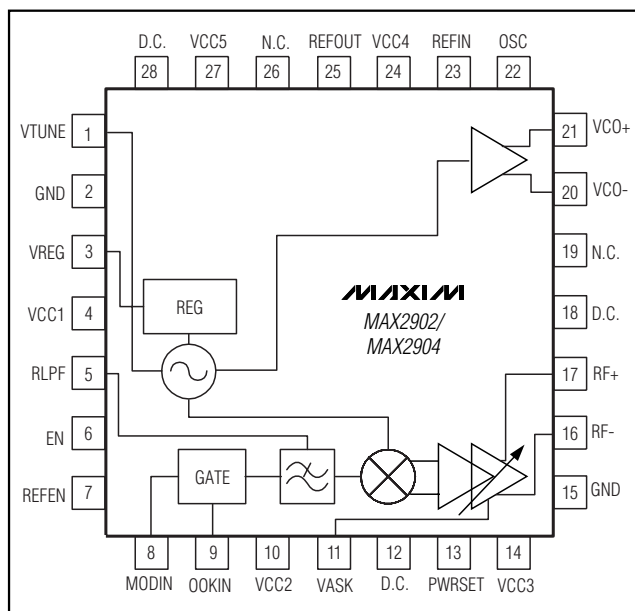 D.C. VCC5 N.C. REFOUT VCC4 REFIN OSC
28 27 26 25 24 23 22
VTUNE 1
GND 2
VREG 3
VCC1 4
RLPF 5
EN 6
REFEN 7
21 VCO+
20 VCO-
19 N.C.
18 D.C.
17 RF+
16 RF-
15 GND
REG
MAXIM
MAX2902/
MAX2904
GATE
8 9 10 11 12 13 14
MODIN OOKIN VCC2 VASK D.C. PWRSET VCC3